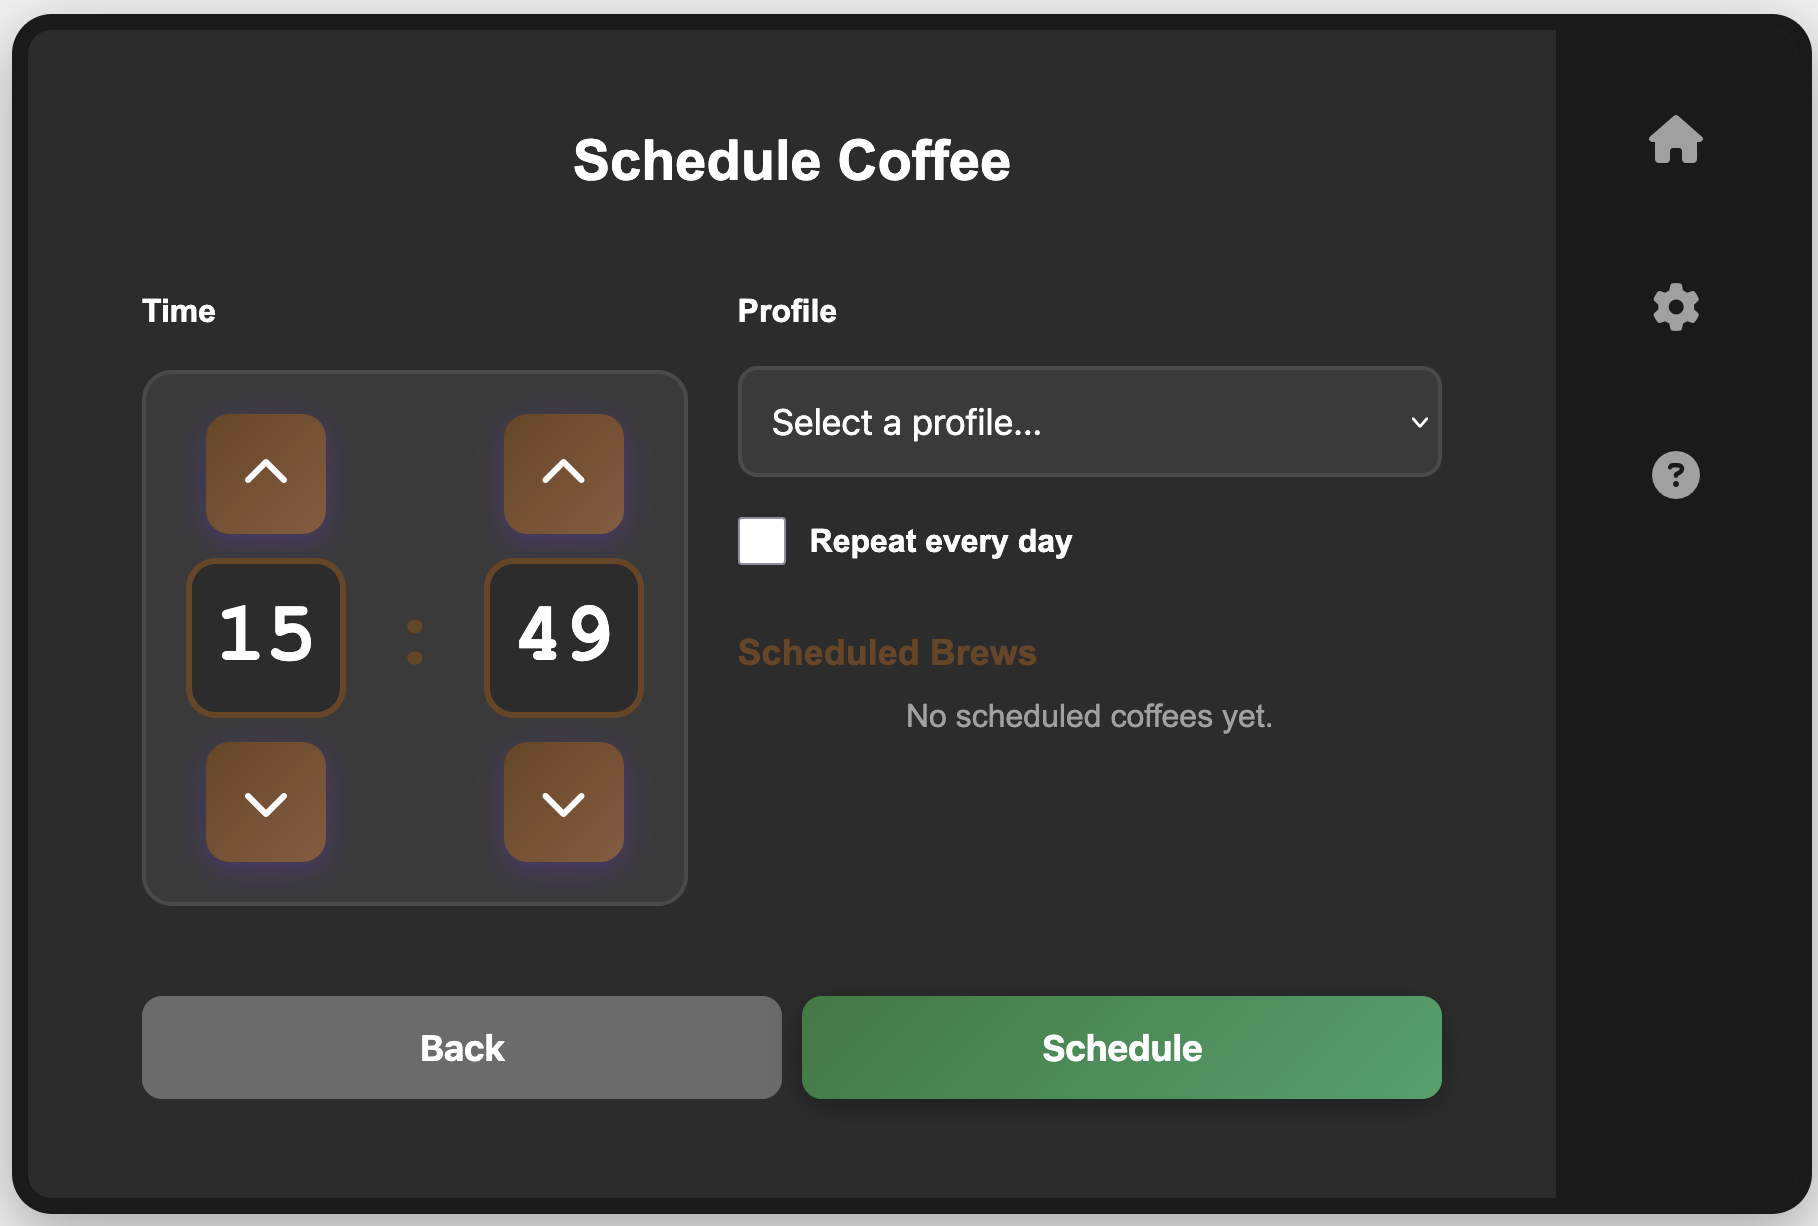 Schedule Coffee
Time
15 : 49
Profile
Select a profile...
Repeat every day
Scheduled Brews
No scheduled coffees yet.
Back
Schedule
?